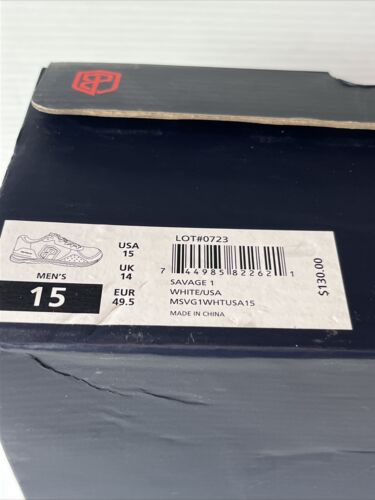 LOT#0723
USA
15
UK
14
EUR
49.5
MEN'S
15
7 44985 82262 1
SAVAGE 1
WHITE/USA
MSVG1WHTUSA15
MADE IN CHINA
$130.00